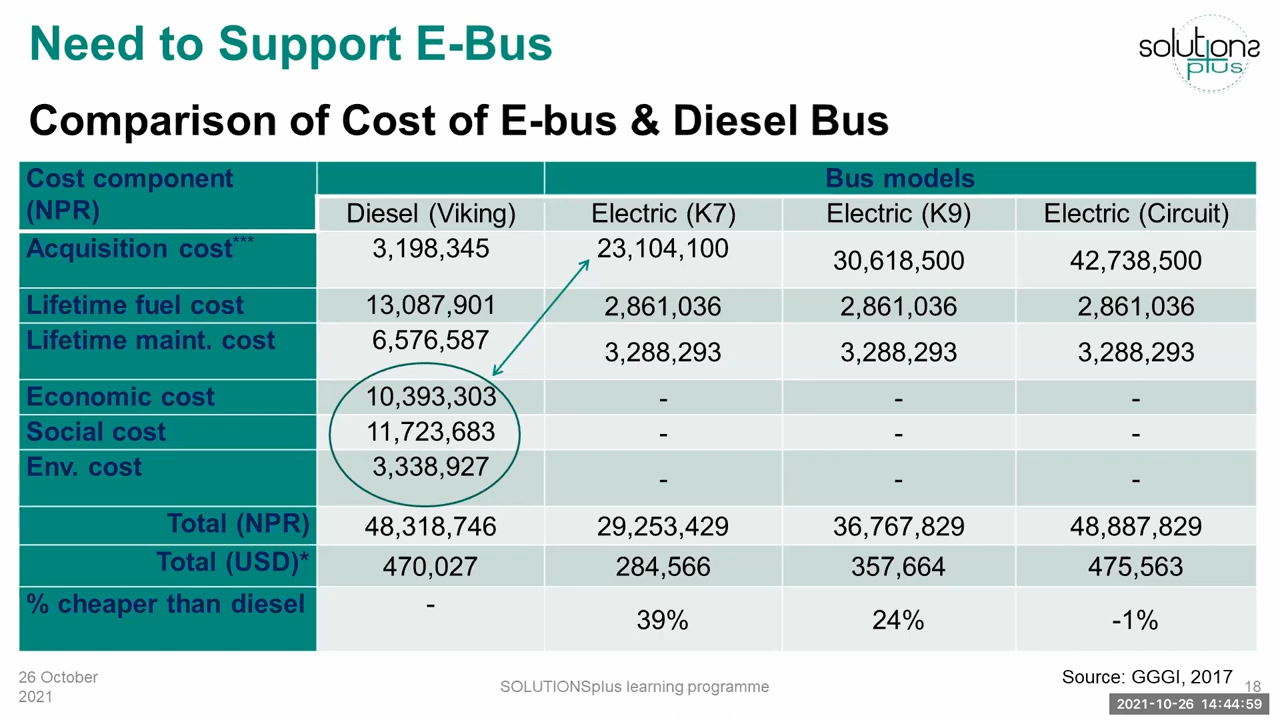 Need to Support E-Bus
solutions
plus
Comparison of Cost of E-bus & Diesel Bus
Cost component (NPR) Bus models
Diesel (Viking) Electric (K7) Electric (K9) Electric (Circuit)
Acquisition cost*** 3,198,345 23,104,100 30,618,500 42,738,500
Lifetime fuel cost 13,087,901 2,861,036 2,861,036 2,861,036
Lifetime maint. cost 6,576,587 3,288,293 3,288,293 3,288,293
Economic cost 10,393,303 - - -
Social cost 11,723,683 - - -
Env. cost 3,338,927 - - -
Total (NPR) 48,318,746 29,253,429 36,767,829 48,887,829
Total (USD)* 470,027 284,566 357,664 475,563
% cheaper than diesel - 39% 24% -1%
Source: GGGI, 2017
26 October
2021
SOLUTIONSplus learning programme
18
2021-10-26 14:44:59